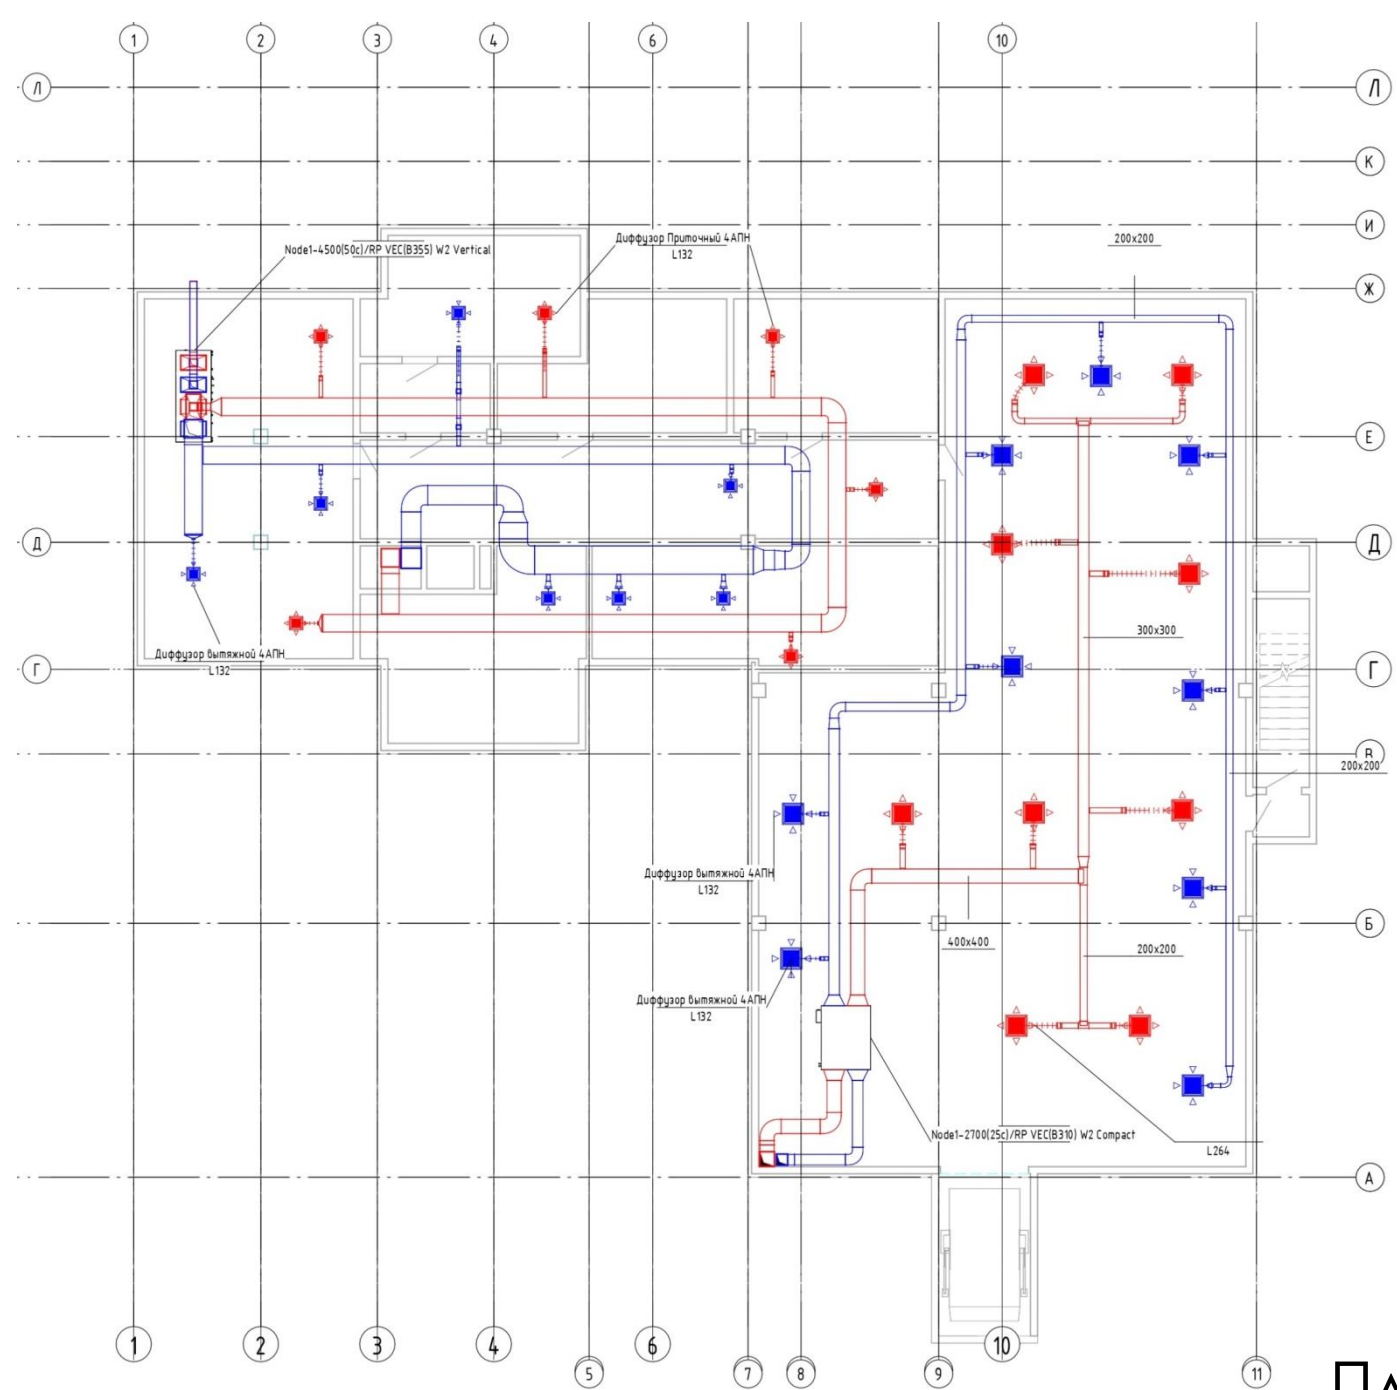 1 2 3 4 6 10
Л Л
К
И
Node1-4500(50c)/RP VEC(B355) W2 Vertical
Диффузор Приточный 4АПН
L132
200x200
Ж
Е
Д Д
300x300
Диффузор вытяжной 4АПН
L132
Г Г
В
200x200
Диффузор вытяжной 4АПН
L132
Б
400x400
200x200
Диффузор вытяжной 4АПН
L132
Node1-2700(25c)/RP VEC(B310) W2 Compact
L264
А
1 2 3 4 6 10
5 7 8 9 11